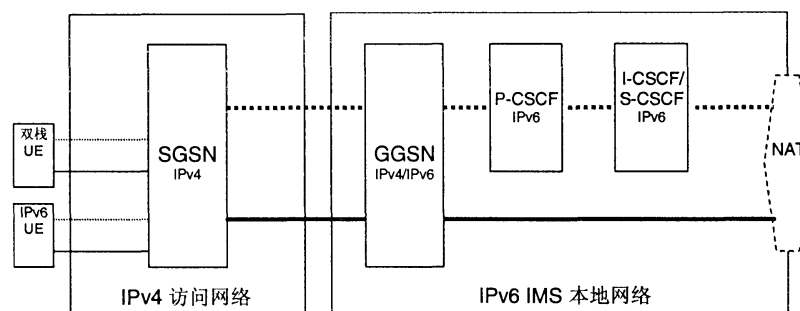 双栈
UE
IPv6
UE
SGSN
IPv4
GGSN
IPv4/IPv6
P-CSCF
IPv6
I-CSCF/
S-CSCF
IPv6
NAT
IPv4 访问网络
IPv6 IMS 本地网络